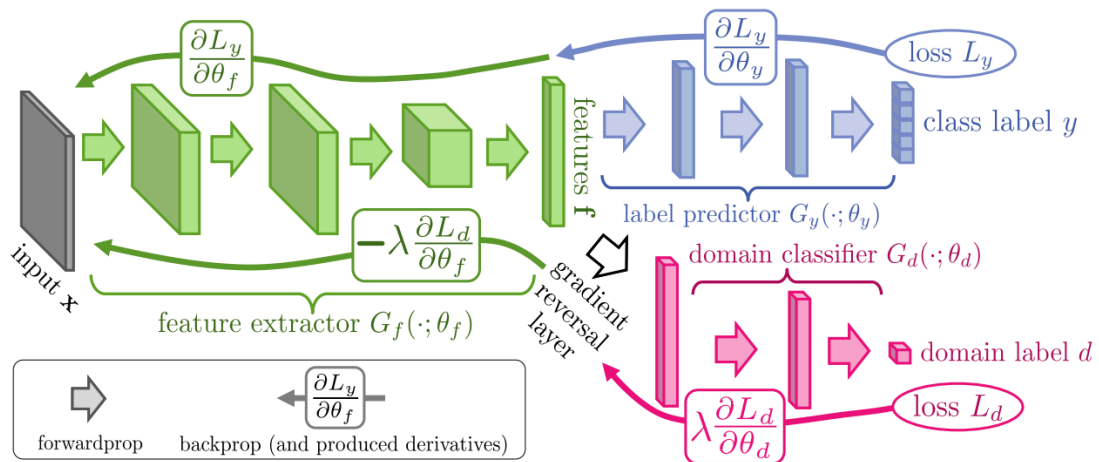 ∂L_y
∂θ_f
∂L_y
∂θ_y
loss L_y
features f
class label y
label predictor G_y(·; θ_y)
−λ ∂L_d
∂θ_f
input x
feature extractor G_f(·; θ_f)
gradient
reversal
layer
domain classifier G_d(·; θ_d)
domain label d
λ ∂L_d
∂θ_d
loss L_d
∂L_y
∂θ_f
forwardprop
backprop (and produced derivatives)